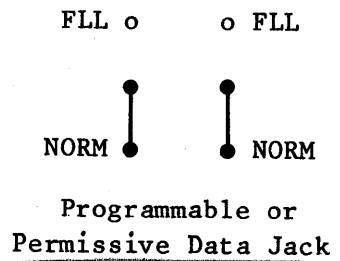 FLL FLL
NORM NORM
Programmable or
Permissive Data Jack